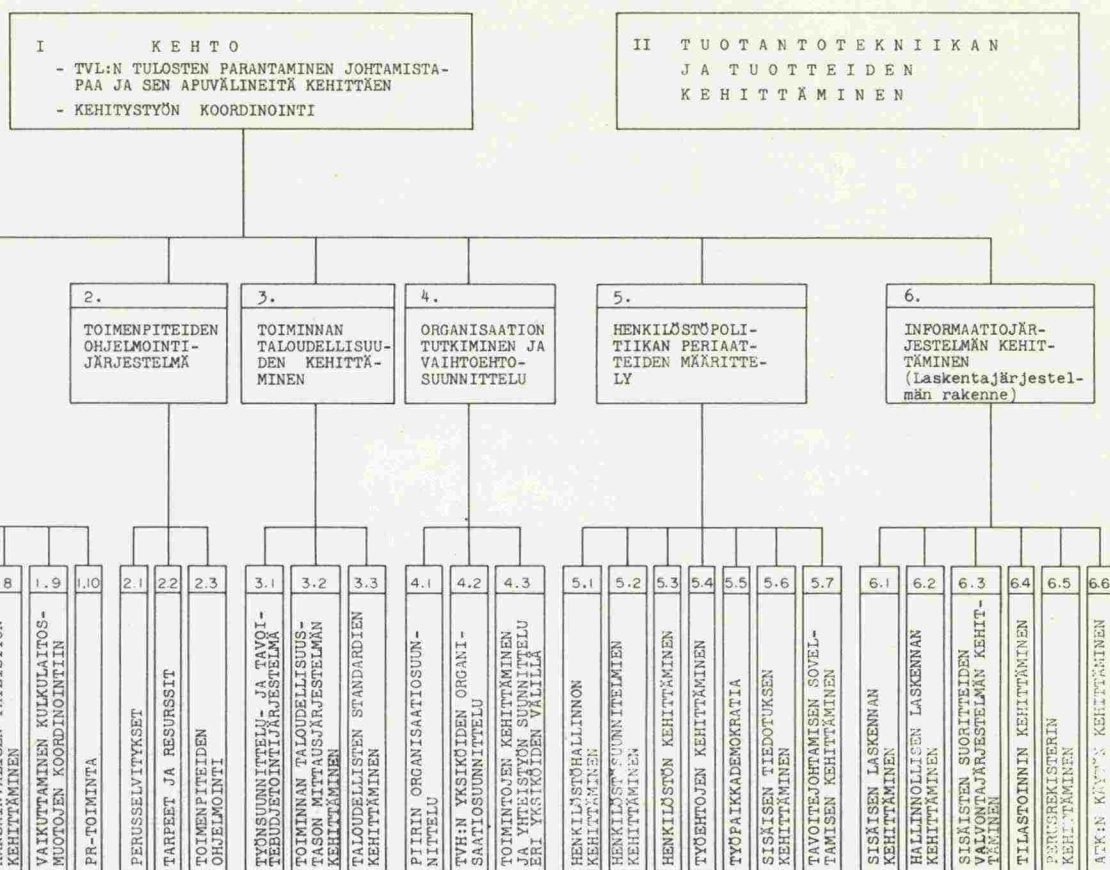 I K E H T O
- TVL:N TULOSTEN PARANTAMINEN JOHTAMISTA-
PAA JA SEN APUVÄLINEITÄ KEHITTÄEN
- KEHITYSTYÖN KOORDINOINTI
II T U O T A N T O T E K N I I K A N
J A T U O T T E I D E N
K E H I T T Ä M I N E N
2.
TOIMENPITEIDEN
OHJELMOINTI-
JÄRJESTELMÄ
3.
TOIMINNAN
TALOUDELLISUU-
DEN KEHITTÄ-
MINEN
4.
ORGANISAATION
TUTKIMINEN JA
VAIHTOEHTO-
SUUNNITTELU
5.
HENKILÖSTÖPOLI-
TIIKAN PERIAAT-
TEIDEN MÄÄRITTE-
LY
6.
INFORMAATIOJÄR-
JESTELMÄN KEHIT-
TÄMINEN
(Laskentajärjestel-
män rakenne)
8
KEHITTÄMINEN
1.9
VAIKUTTAMINEN KULKULAITOS-
MUOTOJEN KOORDINOINTIIN
1.10
PR-TOIMINTA
2.1
PERUSSELVITYKSET
2.2
TARPEET JA RESURSSIT
2.3
TOIMENPITEIDEN
OHJELMOINTI
3.1
TYÖNSUUNNITTELU- JA TAVOI-
TEBUDJETOINTIJÄRJESTELMÄ
3.2
TOIMINNAN TALOUDELLISUUS-
TASON MITTAUSJÄRJESTELMÄN
KEHITTÄMINEN
3.3
TALOUDELLISTEN STANDARDIEN
KEHITTÄMINEN
4.1
PIIRIN ORGANISAATIOSUUN-
NITTELU
4.2
TVH:N YKSIKÖIDEN ORGANI-
SAATIOSUUNNITTELU
4.3
TOIMINTOJEN KEHITTÄMINEN
JA YHTEISTYÖN SUUNNITTELU
ERI YKSIKÖIDEN VÄLILLÄ
5.1
HENKILÖSTÖHALLINNON
KEHITTÄMINEN
5.2
HENKILÖSTÖSUUNNITELMIEN
KEHITTÄMINEN
5.3
HENKILÖSTÖN KEHITTÄMINEN
5.4
TYÖEHTOJEN KEHITTÄMINEN
5.5
TYÖPAIKKADEMOKRATIA
5.6
SISÄISEN TIEDOTUKSEN
KEHITTÄMINEN
5.7
TAVOITEJOHTAMISEN SOVEL-
TAMISEN KEHITTÄMINEN
6.1
SISÄISEN LASKENNAN
KEHITTÄMINEN
6.2
HALLINNOLLISEN LASKENNAN
KEHITTÄMINEN
6.3
SISÄISTEN SUORITTEIDEN
VALVONTAJÄRJESTELMÄN KEHIT-
TÄMINEN
6.4
TILASTOINNIN KEHITTÄMINEN
6.5
PERUSREKISTERIN
KEHITTÄMINEN
6.6
ATK:N KÄYTÖN KEHITTÄMINEN